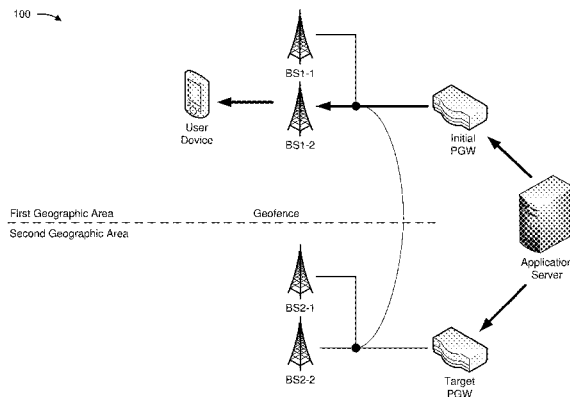 100
BS1-1
User
Device
BS1-2
Initial
PGW
First Geographic Area
Geofence
Second Geographic Area
Application
Server
BS2-1
BS2-2
Target
PGW